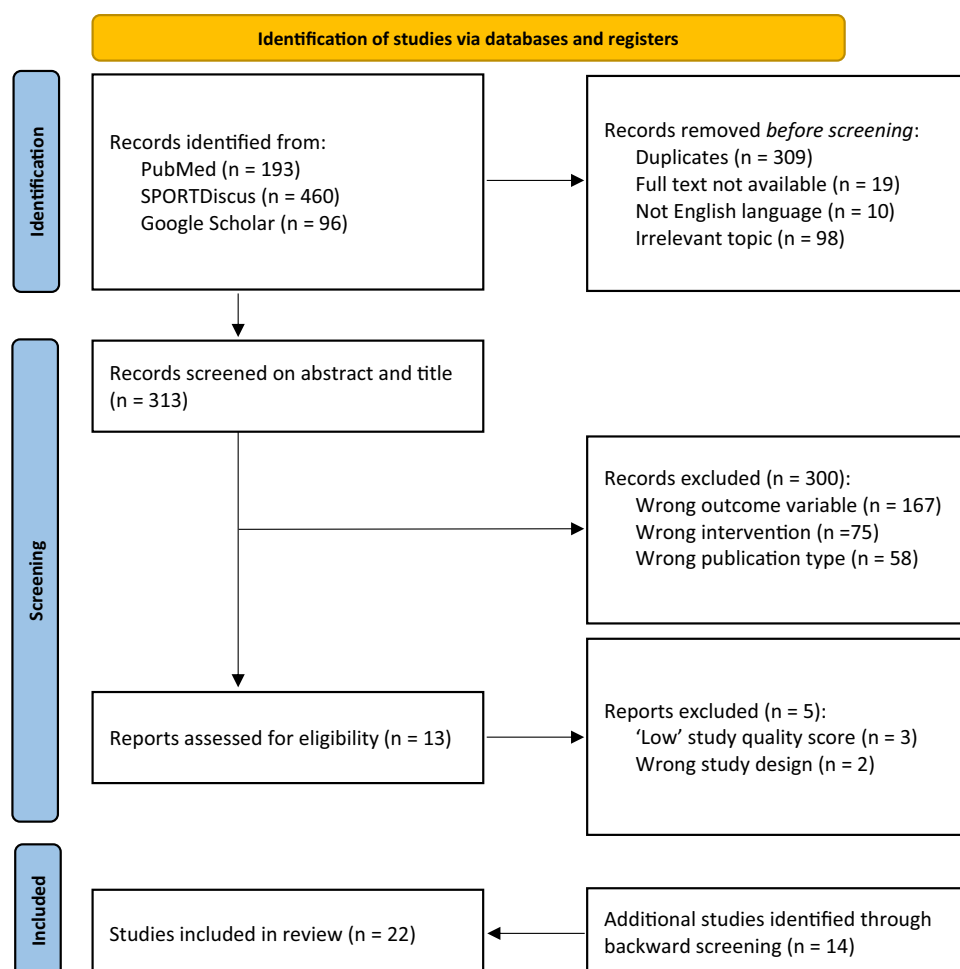 Identification of studies via databases and registers
Identification
Records identified from:
PubMed (n = 193)
SPORTDiscus (n = 460)
Google Scholar (n = 96)
Records removed before screening:
Duplicates (n = 309)
Full text not available (n = 19)
Not English language (n = 10)
Irrelevant topic (n = 98)
Screening
Records screened on abstract and title
(n = 313)
Records excluded (n = 300):
Wrong outcome variable (n = 167)
Wrong intervention (n =75)
Wrong publication type (n = 58)
Reports assessed for eligibility (n = 13)
Reports excluded (n = 5):
‘Low’ study quality score (n = 3)
Wrong study design (n = 2)
Included
Studies included in review (n = 22)
Additional studies identified through
backward screening (n = 14)